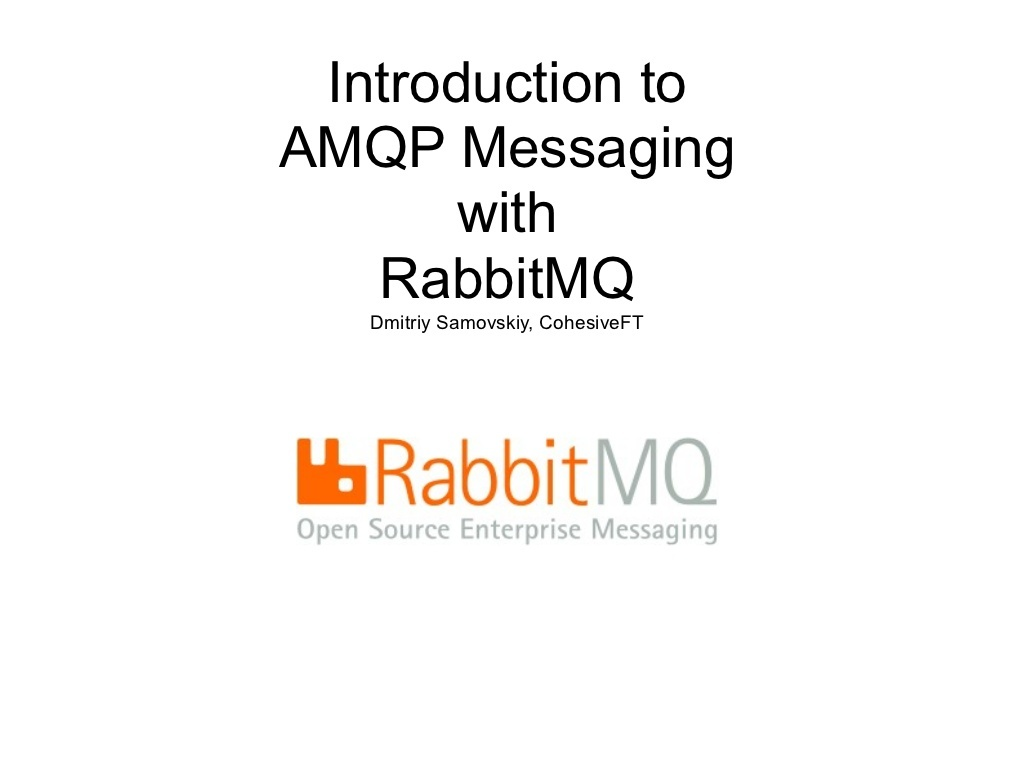 Introduction to
AMQP Messaging
with
RabbitMQ
Dmitriy Samovskiy, CohesiveFT
RabbitMQ
Open Source Enterprise Messaging